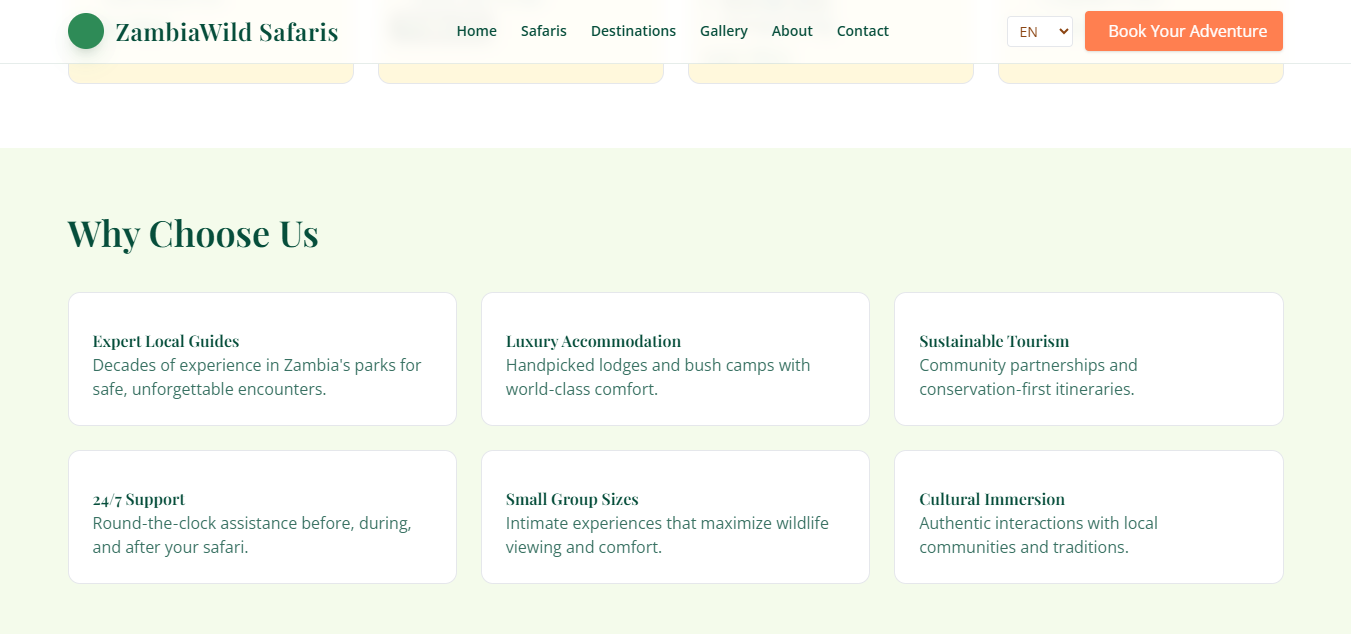 ZambiaWild Safaris
Home
Safaris
Destinations
Gallery
About
Contact
EN
Book Your Adventure
Why Choose Us
Expert Local Guides
Decades of experience in Zambia's parks for
safe, unforgettable encounters.
Luxury Accommodation
Handpicked lodges and bush camps with
world-class comfort.
Sustainable Tourism
Community partnerships and
conservation-first itineraries.
24/7 Support
Round-the-clock assistance before, during,
and after your safari.
Small Group Sizes
Intimate experiences that maximize wildlife
viewing and comfort.
Cultural Immersion
Authentic interactions with local
communities and traditions.